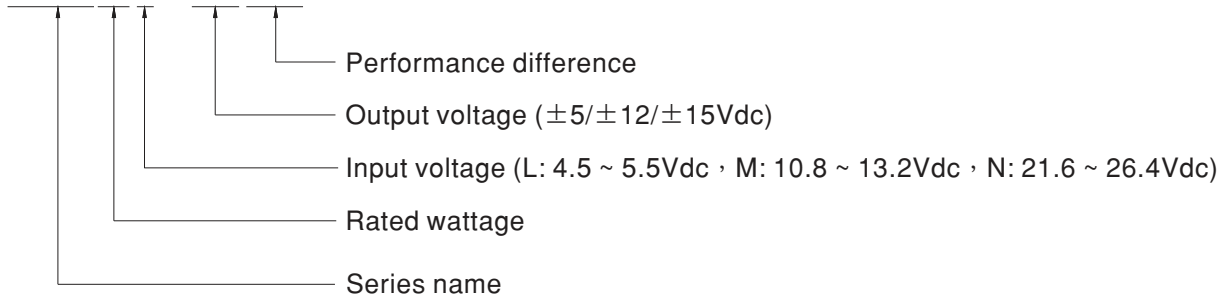 Performance difference
Output voltage (±5/±12/±15Vdc)
Input voltage (L: 4.5 ~ 5.5Vdc，M: 10.8 ~ 13.2Vdc，N: 21.6 ~ 26.4Vdc)
Rated wattage
Series name